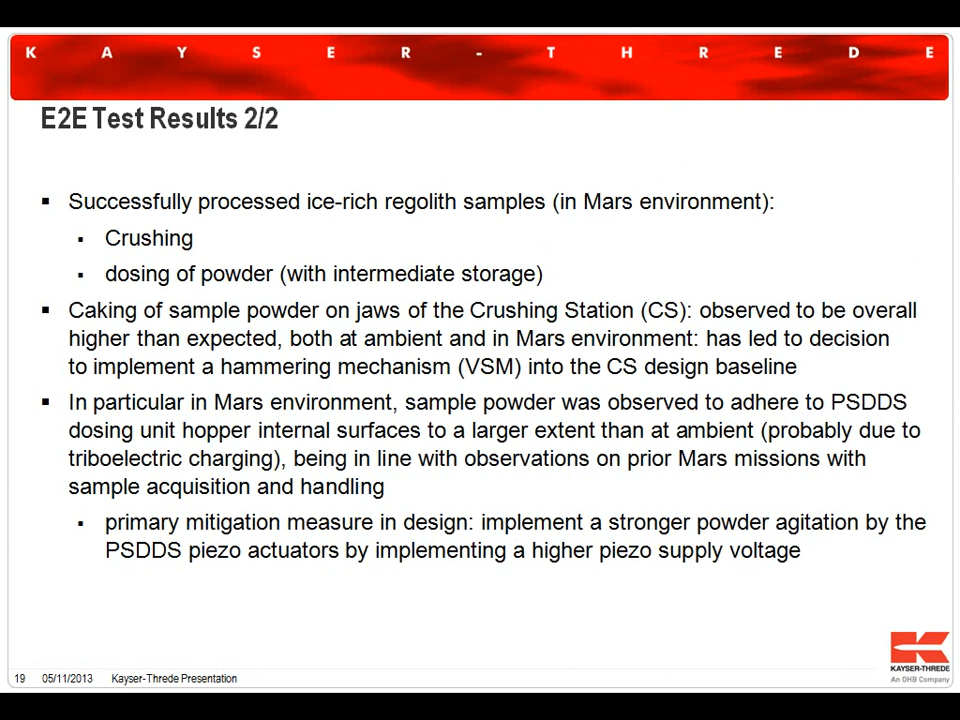 K A Y S E R - T H R E D E
E2E Test Results 2/2
▪ Successfully processed ice-rich regolith samples (in Mars environment):
▪ Crushing
▪ dosing of powder (with intermediate storage)
▪ Caking of sample powder on jaws of the Crushing Station (CS): observed to be overall
higher than expected, both at ambient and in Mars environment: has led to decision
to implement a hammering mechanism (VSM) into the CS design baseline
▪ In particular in Mars environment, sample powder was observed to adhere to PSDDS
dosing unit hopper internal surfaces to a larger extent than at ambient (probably due to
triboelectric charging), being in line with observations on prior Mars missions with
sample acquisition and handling
▪ primary mitigation measure in design: implement a stronger powder agitation by the
PSDDS piezo actuators by implementing a higher piezo supply voltage
KAYSER-THREDE
An OHB Company
19 05/11/2013 Kayser-Threde Presentation